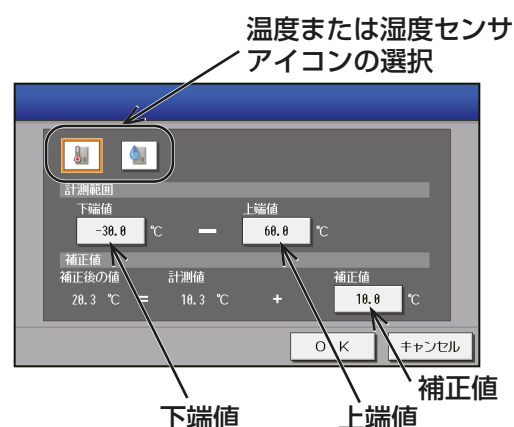 温度または湿度センサ
アイコンの選択
計測範囲
下端値 上端値
-30.0 ℃ — 60.0 ℃
補正値
補正後の値 計測値 補正値
20.3 ℃ = 10.3 ℃ + 10.0 ℃
ＯＫ キャンセル
補正値
下端値 上端値